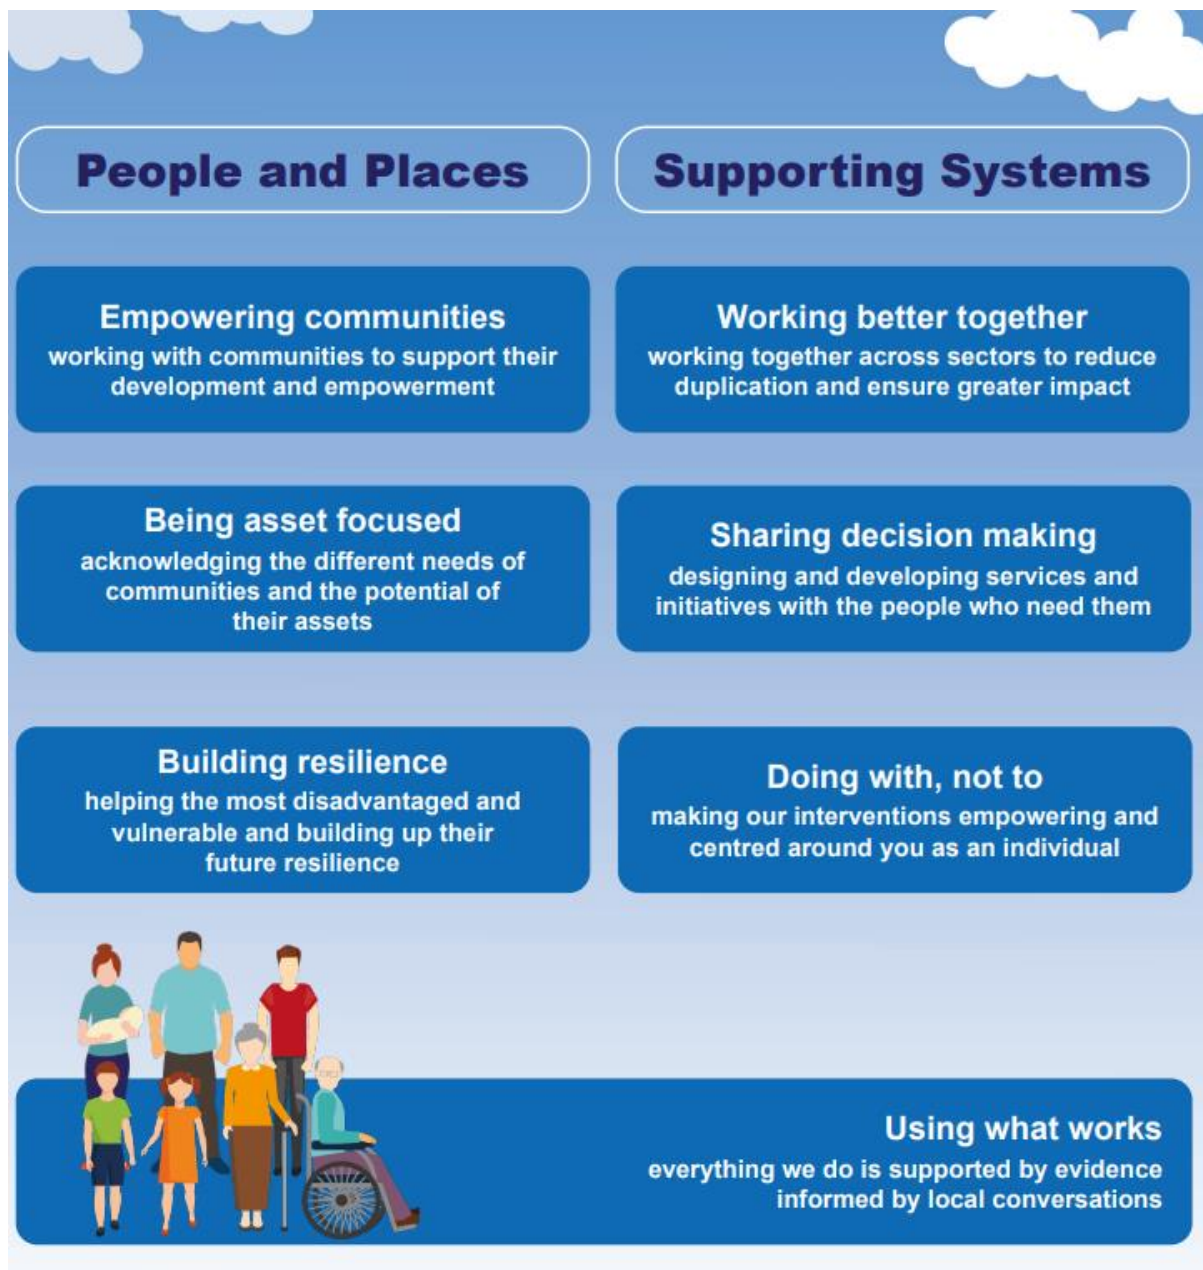 People and Places
Supporting Systems
Empowering communities
working with communities to support their
development and empowerment
Working better together
working together across sectors to reduce
duplication and ensure greater impact
Being asset focused
acknowledging the different needs of
communities and the potential of
their assets
Sharing decision making
designing and developing services and
initiatives with the people who need them
Building resilience
helping the most disadvantaged and
vulnerable and building up their
future resilience
Doing with, not to
making our interventions empowering and
centred around you as an individual
Using what works
everything we do is supported by evidence
informed by local conversations